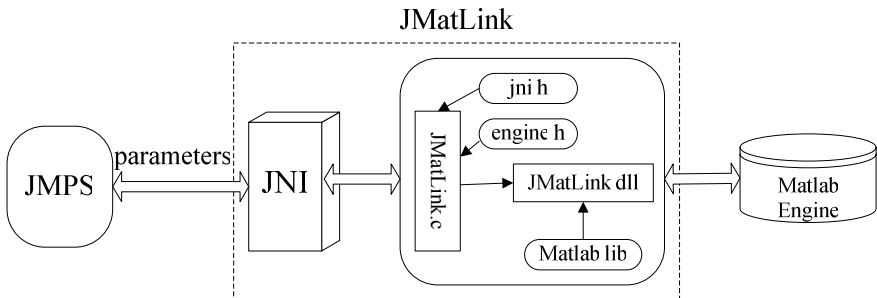 JMatLink
jni h
parameters
engine h
JMatLink.c
JMPS
JNI
JMatLink dll
Matlab
Engine
Matlab lib